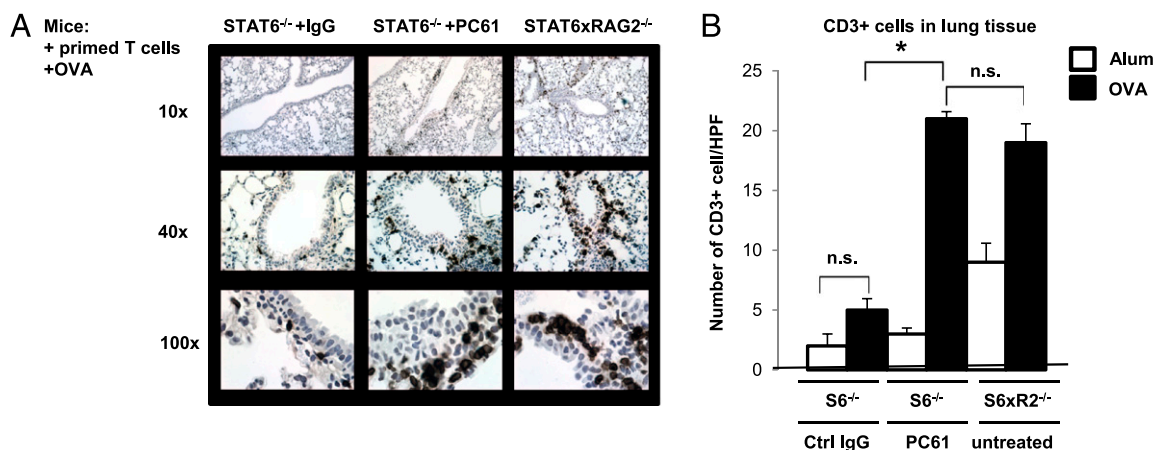 A
Mice:
+ primed T cells
+OVA
STAT6-/- +IgG
STAT6-/- +PC61
STAT6xRAG2-/-
10x
40x
100x
B
CD3+ cells in lung tissue
*
n.s.
n.s.
Alum
OVA
Number of CD3+ cell/HPF
25
20
15
10
5
0
S6-/-
S6-/-
S6xR2-/-
Ctrl IgG
PC61
untreated